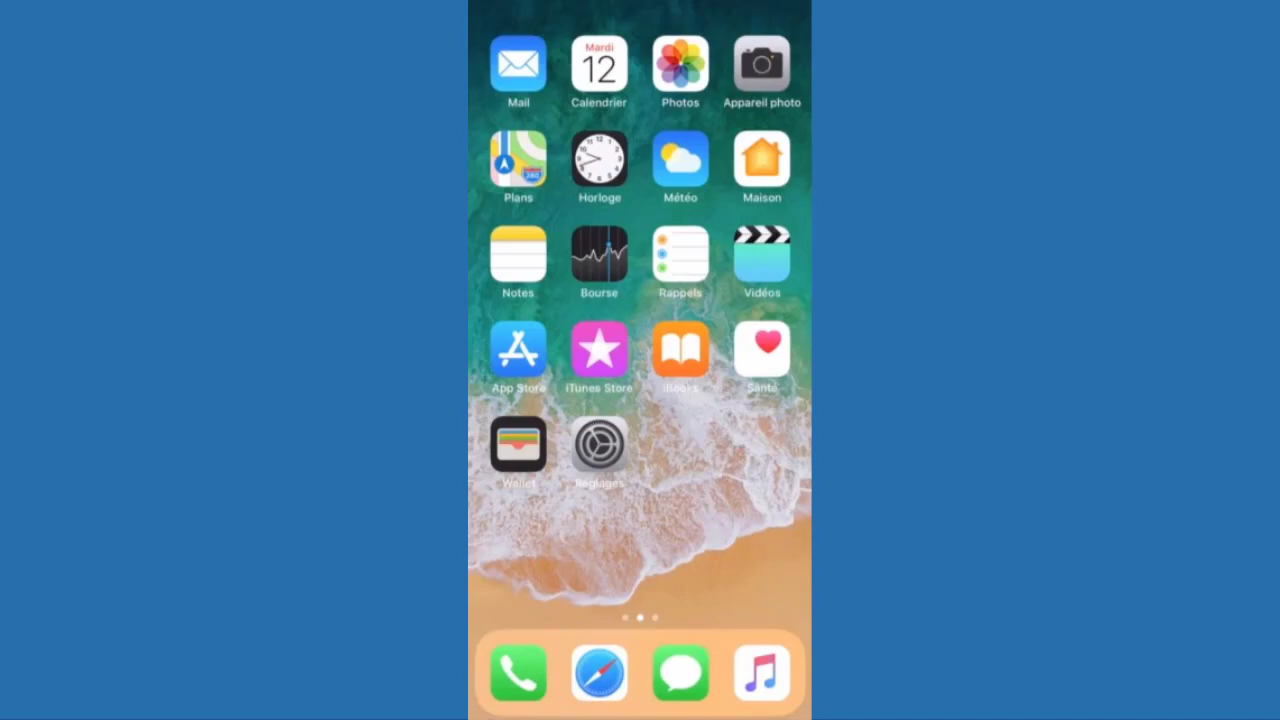 Mardi
12
Mail Calendrier Photos Appareil photo
280
Plans Horloge Météo Maison
Notes Bourse Rappels Vidéos
App Store iTunes Store iBooks Santé
Wallet Réglages